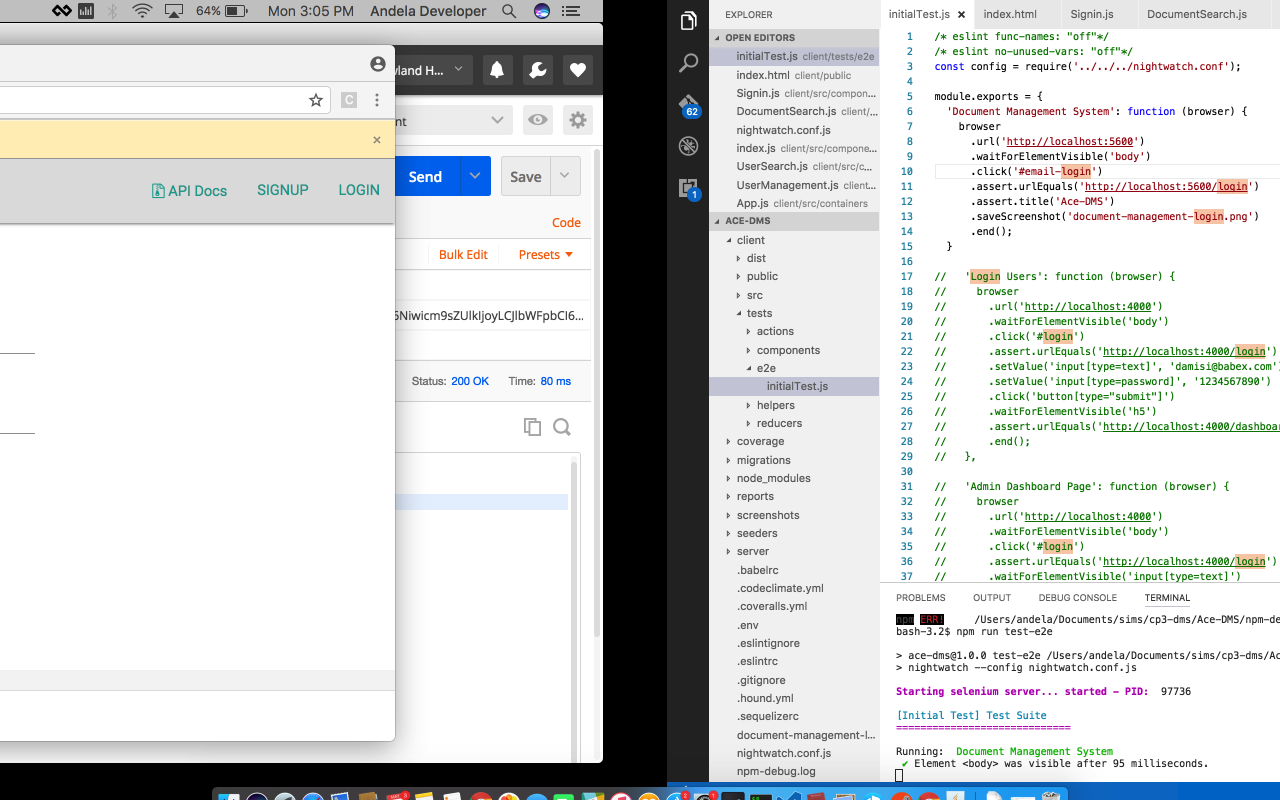 64%
Mon 3:05 PM
Andela Developer
yland H...
C
nt
×
Send
Save
API Docs
SIGNUP
LOGIN
Code
Bulk Edit
Presets
Status: 200 OK
Time: 80 ms
62
1
EXPLORER
OPEN EDITORS
initialTest.js client/tests/e2e
index.html client/public
Signin.js client/src/compon...
DocumentSearch.js client/...
nightwatch.conf.js
index.js client/src/compone...
UserSearch.js client/src/c...
UserManagement.js client...
App.js client/src/containers
ACE-DMS
client
dist
public
src
tests
actions
components
e2e
initialTest.js
helpers
reducers
coverage
migrations
node_modules
reports
screenshots
seeders
server
.babelrc
.codeclimate.yml
.coveralls.yml
.env
.eslintignore
.eslintrc
.gitignore
.hound.yml
.sequelizerc
document-management-l...
nightwatch.conf.js
npm-debug.log
initialTest.js
index.html
Signin.js
DocumentSearch.js
1 /* eslint func-names: "off"*/
2 /* eslint no-unused-vars: "off"*/
3 const config = require('../../../nightwatch.conf');
4
5 module.exports = {
6 'Document Management System': function (browser) {
7 browser
8 .url('http://localhost:5600')
9 .waitForElementVisible('body')
10 .click('#email-login')
11 .assert.urlEquals('http://localhost:5600/login')
12 .assert.title('Ace-DMS')
13 .saveScreenshot('document-management-login.png')
14 .end();
15 }
16
17 // 'Login Users': function (browser) {
18 // browser
19 // .url('http://localhost:4000')
20 // .waitForElementVisible('body')
21 // .click('#login')
22 // .assert.urlEquals('http://localhost:4000/login')
23 // .setValue('input[type=text]', 'damisi@babex.com')
24 // .setValue('input[type=password]', '1234567890')
25 // .click('button[type="submit"]')
26 // .waitForElementVisible('h5')
27 // .assert.urlEquals('http://localhost:4000/dashboar
28 // .end();
29 // },
30
31 // 'Admin Dashboard Page': function (browser) {
32 // browser
33 // .url('http://localhost:4000')
34 // .waitForElementVisible('body')
35 // .click('#login')
36 // .assert.urlEquals('http://localhost:4000/login')
37 // .waitForElementVisible('input[type=text]')
PROBLEMS
OUTPUT
DEBUG CONSOLE
TERMINAL
npm ERR! /Users/andela/Documents/sims/cp3-dms/Ace-DMS/npm-de
bash-3.2$ npm run test-e2e
> ace-dms@1.0.0 test-e2e /Users/andela/Documents/sims/cp3-dms/Ace
> nightwatch --config nightwatch.conf.js
Starting selenium server... started - PID: 97736
[Initial Test] Test Suite
=============================
Running: Document Management System
✔ Element <body> was visible after 95 milliseconds.